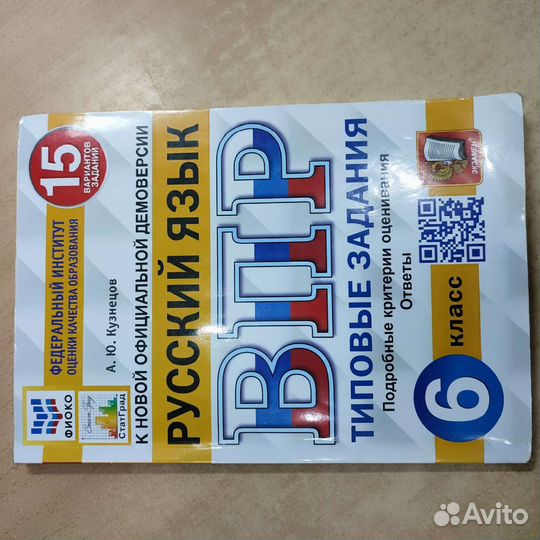 ФИОКО
СтатГрад
ФЕДЕРАЛЬНЫЙ ИНСТИТУТ
ОЦЕНКИ КАЧЕСТВА ОБРАЗОВАНИЯ
15
ВАРИАНТОВ
ЗАДАНИЙ
А. Ю. Кузнецов
К НОВОЙ ОФИЦИАЛЬНОЙ ДЕМОВЕРСИИ
РУССКИЙ ЯЗЫК
ВПР
ТИПОВЫЕ ЗАДАНИЯ
Подробные критерии оценивания
Ответы
6
класс
ЭКЗАМЕН
Avito